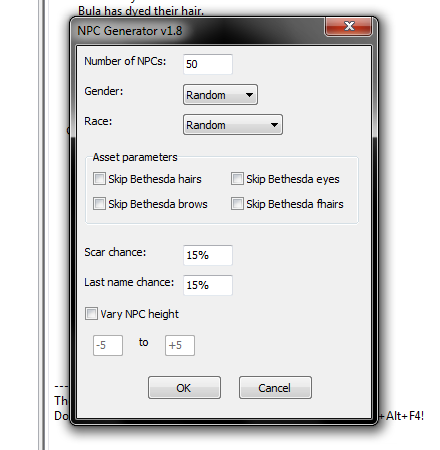 Bula has dyed their hair.
NPC Generator v1.8
Number of NPCs: 50
Gender: Random
Race: Random
Asset parameters
Skip Bethesda hairs Skip Bethesda eyes
Skip Bethesda brows Skip Bethesda fhairs
Scar chance: 15%
Last name chance: 15%
Vary NPC height
-5 to +5
OK Cancel
---
Th
Do +Alt+F4!